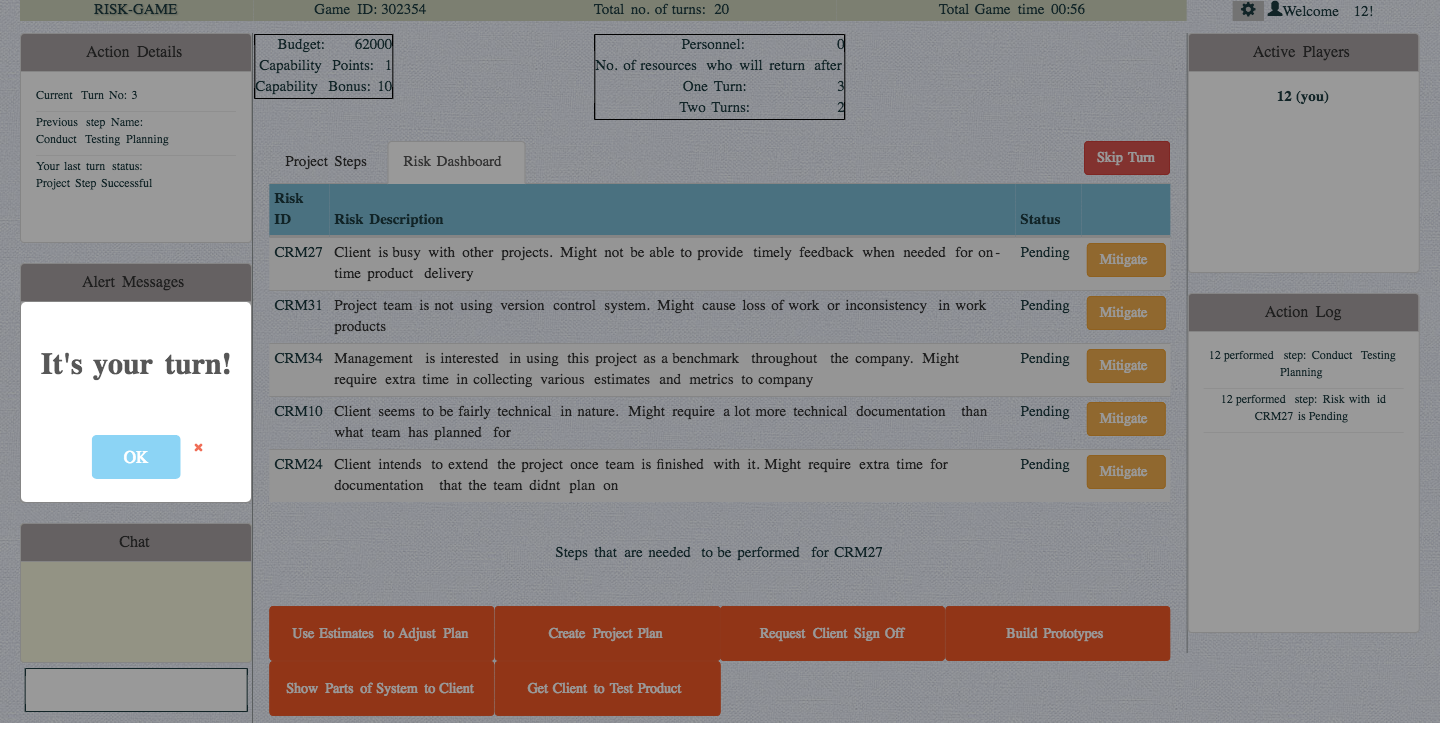 RISK-GAME
Game ID: 302354
Total no. of turns: 20
Total Game time 00:56
Welcome 12!
Action Details
Current Turn No: 3
Previous step Name:
Conduct Testing Planning
Your last turn status:
Project Step Successful
Alert Messages
It's your turn!
OK
Chat
Budget: 62000
Capability Points: 1
Capability Bonus: 10
Personnel: 0
No. of resources who will return after
One Turn: 3
Two Turns: 2
Project Steps
Risk Dashboard
Skip Turn
Risk
ID Risk Description Status
CRM27 Client is busy with other projects. Might not be able to provide timely feedback when needed for on- Pending Mitigate
time product delivery
CRM31 Project team is not using version control system. Might cause loss of work or inconsistency in work Pending Mitigate
products
CRM34 Management is interested in using this project as a benchmark throughout the company. Might Pending Mitigate
require extra time in collecting various estimates and metrics to company
CRM10 Client seems to be fairly technical in nature. Might require a lot more technical documentation than Pending Mitigate
what team has planned for
CRM24 Client intends to extend the project once team is finished with it. Might require extra time for Pending Mitigate
documentation that the team didnt plan on
Steps that are needed to be performed for CRM27
Use Estimates to Adjust Plan
Create Project Plan
Request Client Sign Off
Build Prototypes
Show Parts of System to Client
Get Client to Test Product
Active Players
12 (you)
Action Log
12 performed step: Conduct Testing
Planning
12 performed step: Risk with id
CRM27 is Pending